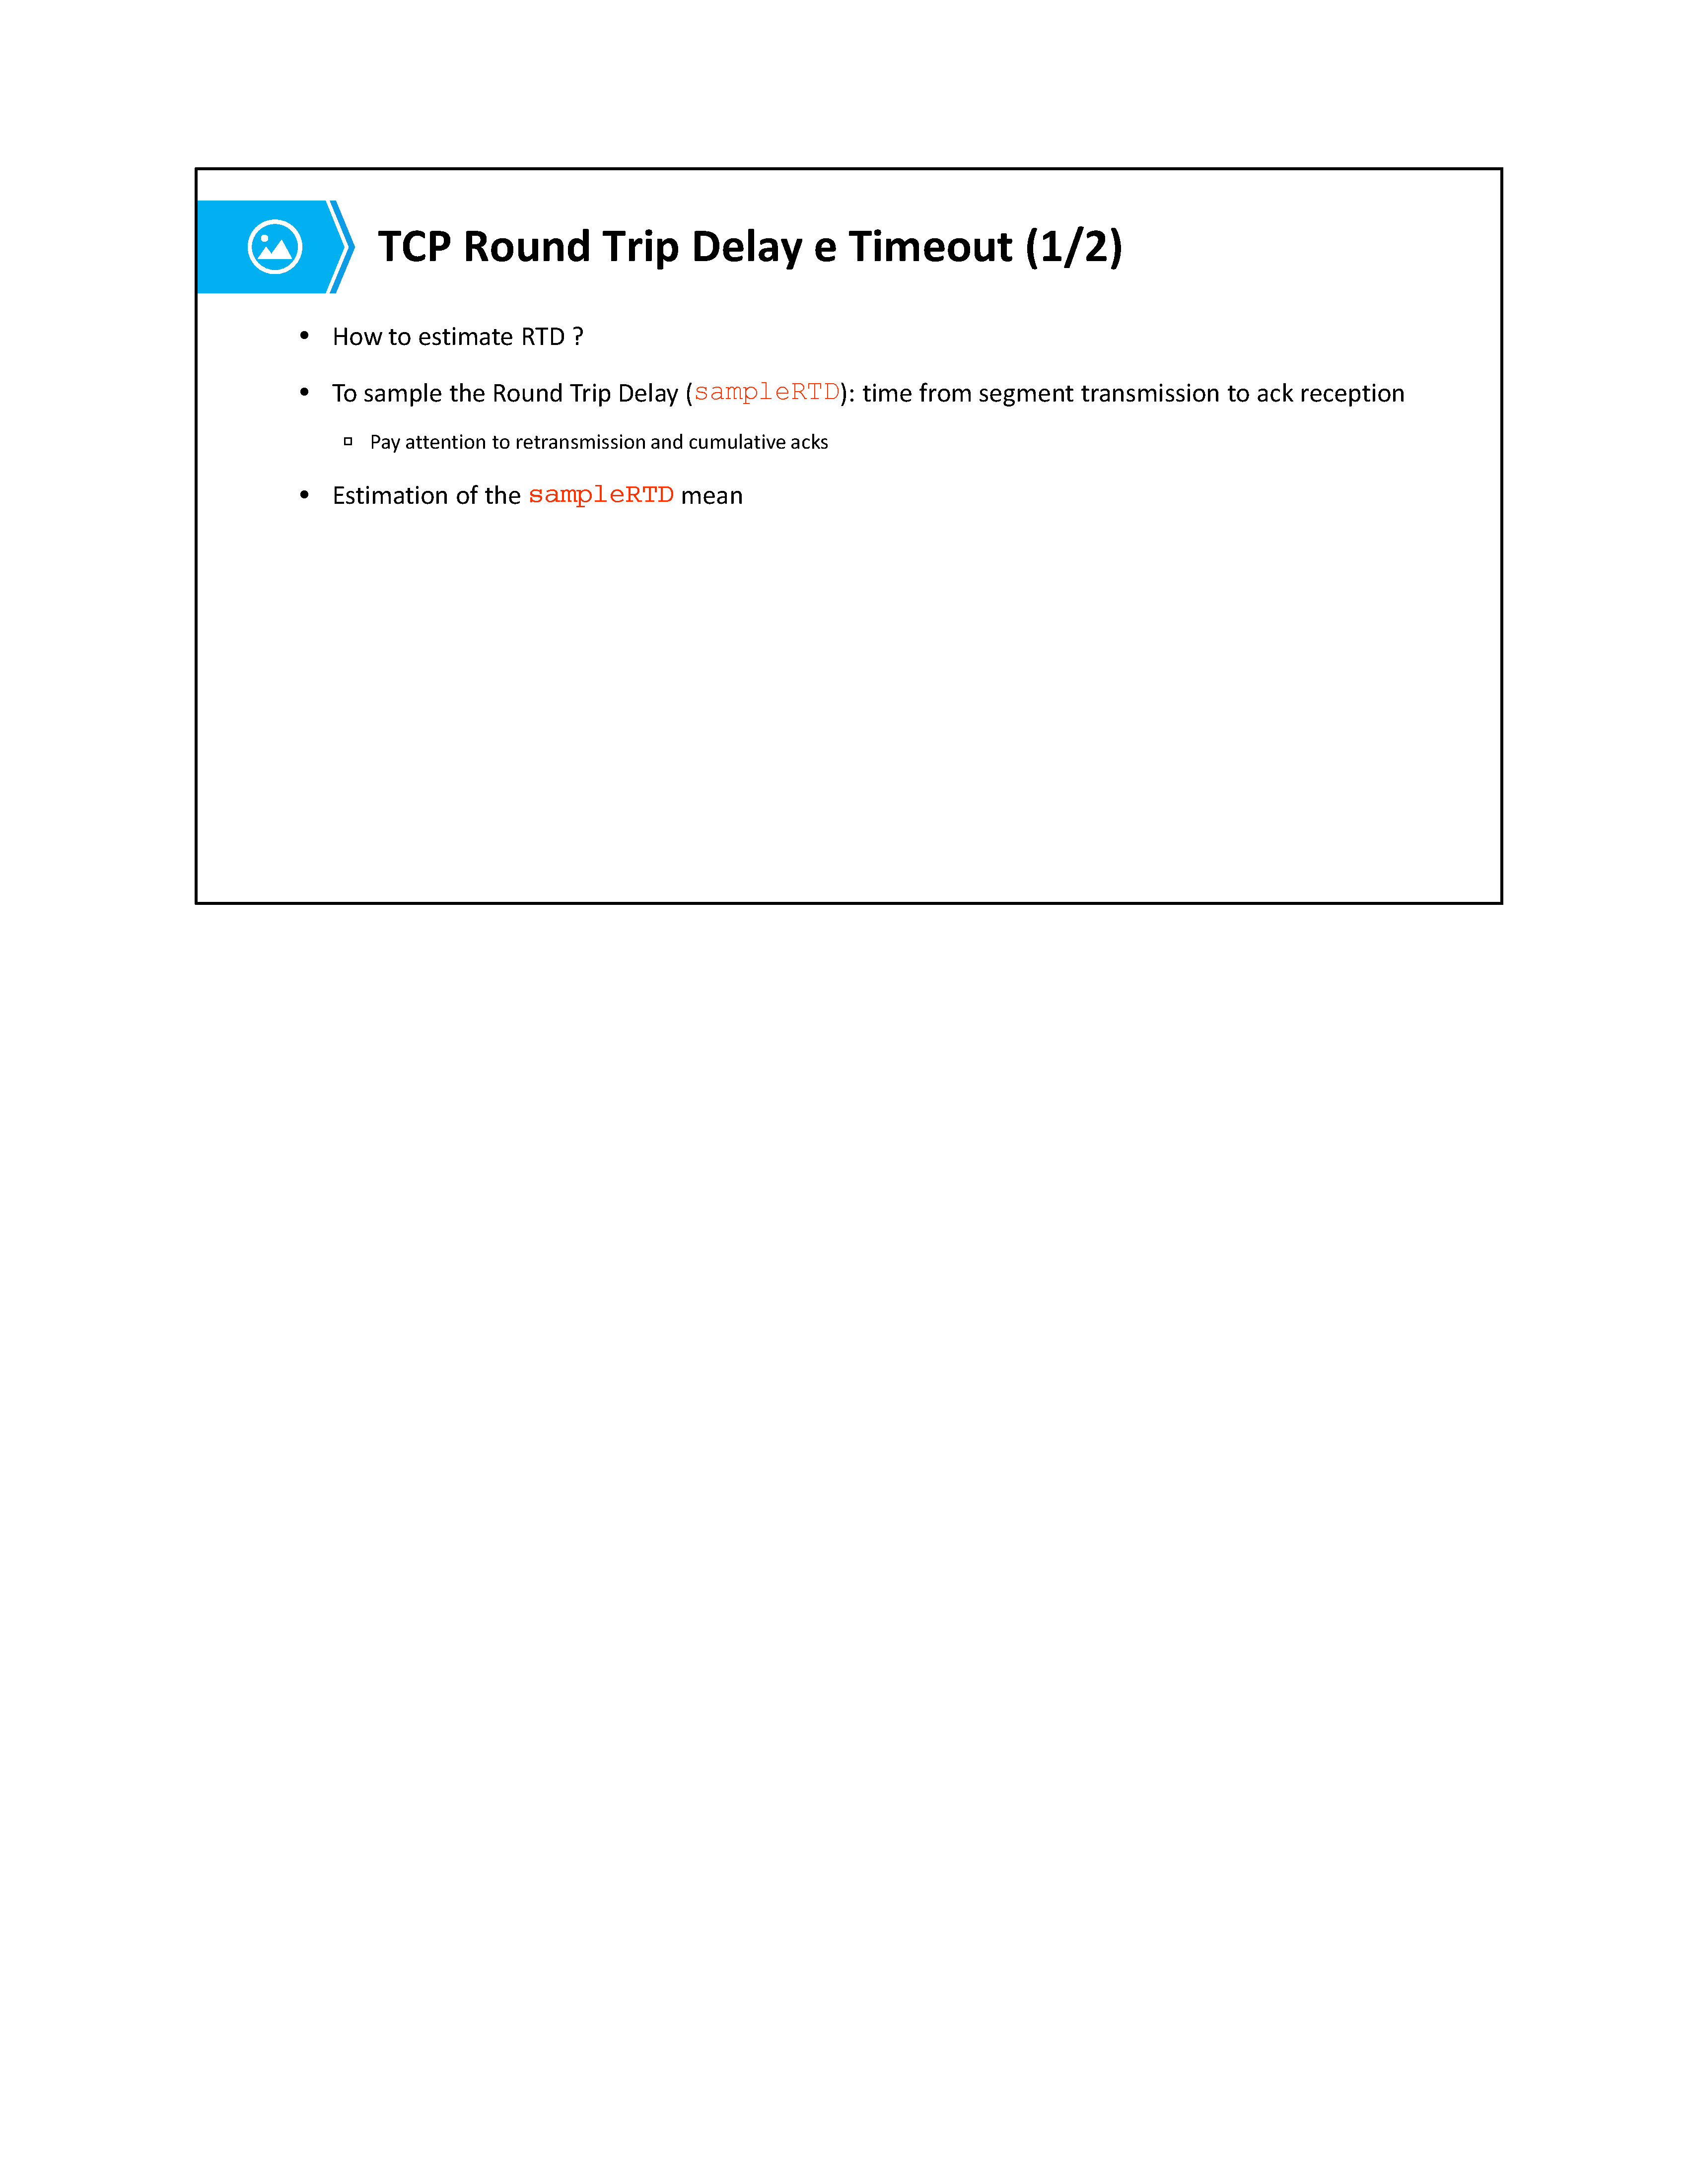 TCP Round Trip Delay e Timeout (1/2)
• How to estimate RTD ?
• To sample the Round Trip Delay (sampleRTD): time from segment transmission to ack reception
▫ Pay attention to retransmission and cumulative acks
• Estimation of the sampleRTD mean